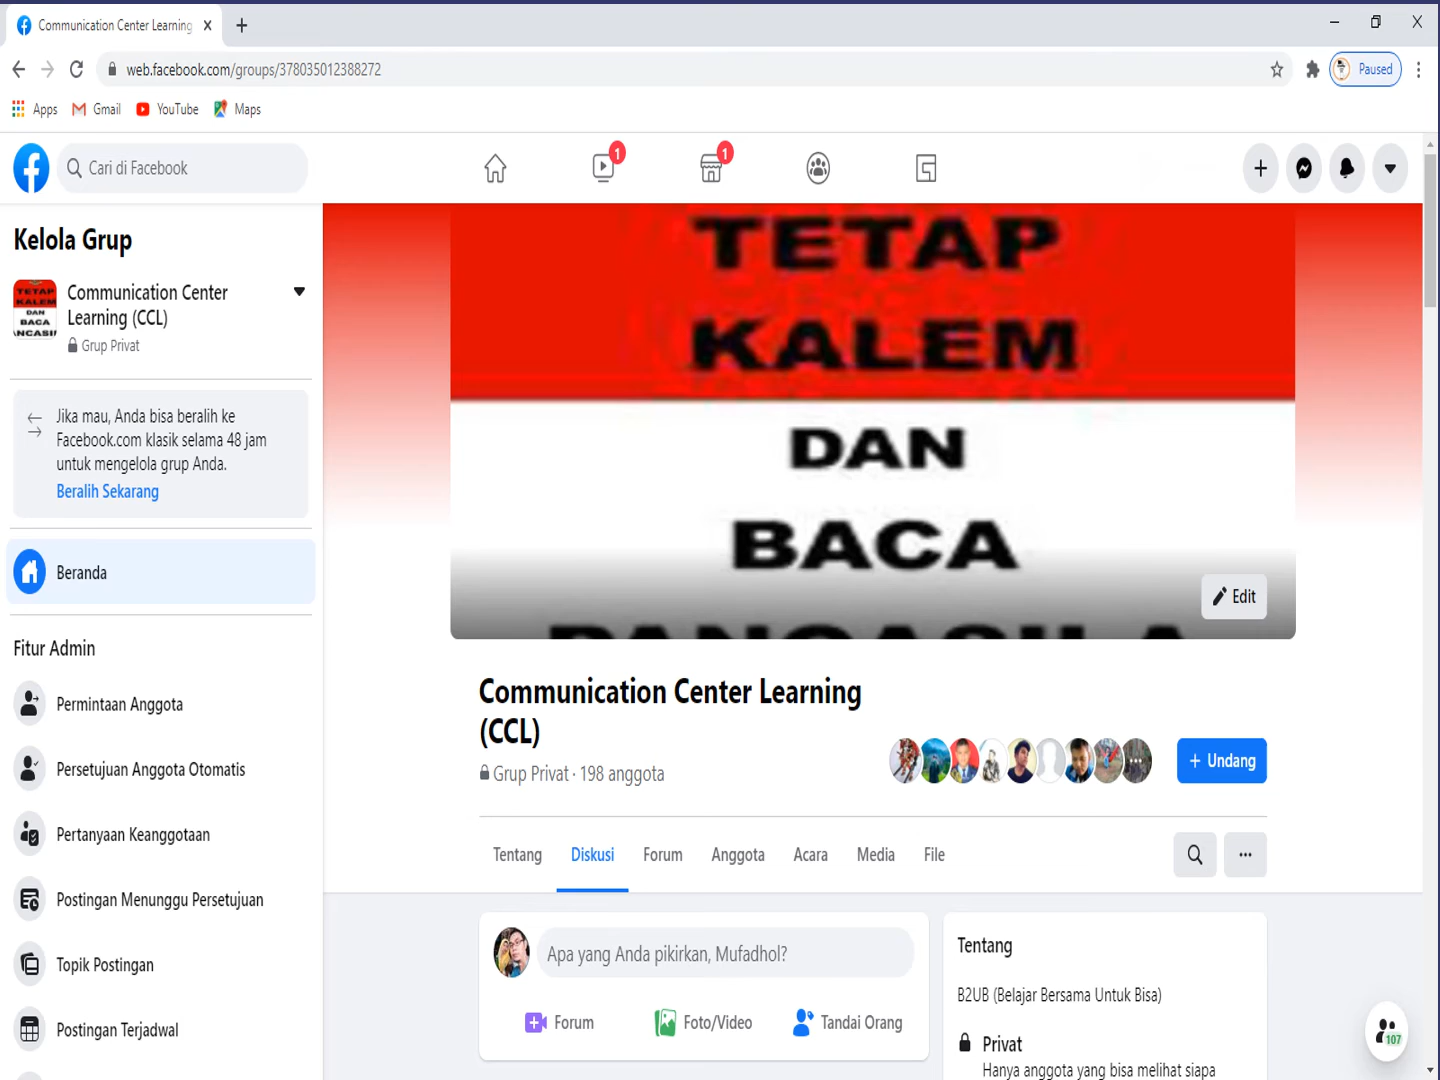 Communication Center Learning
web.facebook.com/groups/378035012388272
Paused
Apps
Gmail
YouTube
Maps
Cari di Facebook
1
1
Kelola Grup
TETAP
KALEM
DAN
BACA
Communication Center
Learning (CCL)
Grup Privat
Jika mau, Anda bisa beralih ke
Facebook.com klasik selama 48 jam
untuk mengelola grup Anda.
Beralih Sekarang
Beranda
Fitur Admin
Permintaan Anggota
Persetujuan Anggota Otomatis
Pertanyaan Keanggotaan
Postingan Menunggu Persetujuan
Topik Postingan
Postingan Terjadwal
TETAP
KALEM
DAN
BACA
PANCASILA
Edit
Communication Center Learning
(CCL)
Grup Privat · 198 anggota
+ Undang
Tentang Diskusi Forum Anggota Acara Media File
Apa yang Anda pikirkan, Mufadhol?
Forum Foto/Video Tandai Orang
Tentang
B2UB (Belajar Bersama Untuk Bisa)
Privat
Hanya anggota yang bisa melihat siapa
107